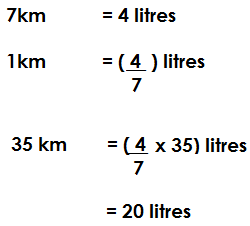 7km = 4 litres
1km = ( 4/7 ) litres
35 km = ( 4/7 x 35) litres
= 20 litres